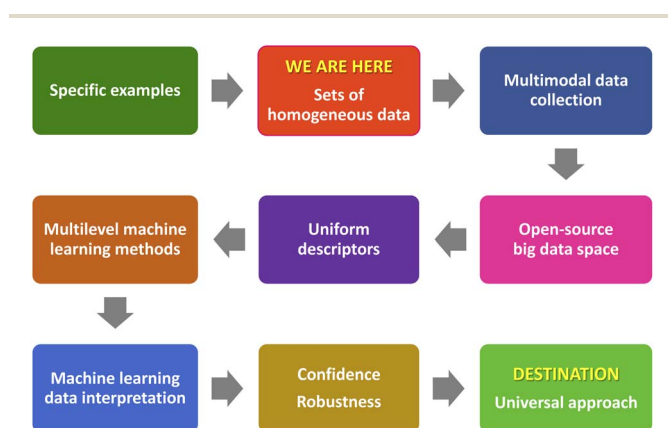 Specific examples
WE ARE HERE
Sets of
homogeneous data
Multimodal data
collection
Open-source
big data space
Uniform
descriptors
Multilevel machine
learning methods
Machine learning
data interpretation
Confidence
Robustness
DESTINATION
Universal approach